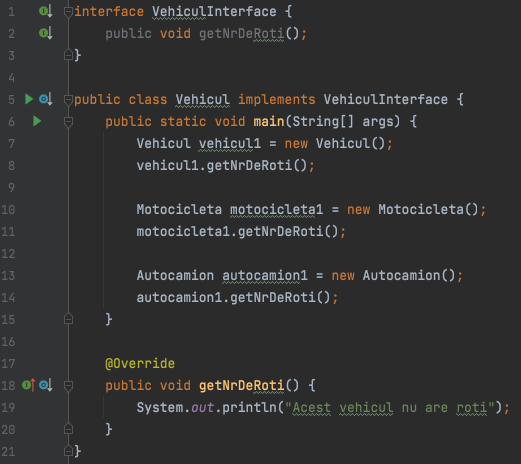 1 interface VehiculInterface {
2     public void getNrDeRoti();
3 }
4
5 public class Vehicul implements VehiculInterface {
6     public static void main(String[] args) {
7         Vehicul vehicul1 = new Vehicul();
8         vehicul1.getNrDeRoti();
9
10         Motocicleta motocicleta1 = new Motocicleta();
11         motocicleta1.getNrDeRoti();
12
13         Autocamion autocamion1 = new Autocamion();
14         autocamion1.getNrDeRoti();
15     }
16
17     @Override
18     public void getNrDeRoti() {
19         System.out.println("Acest vehicul nu are roti");
20     }
21 }